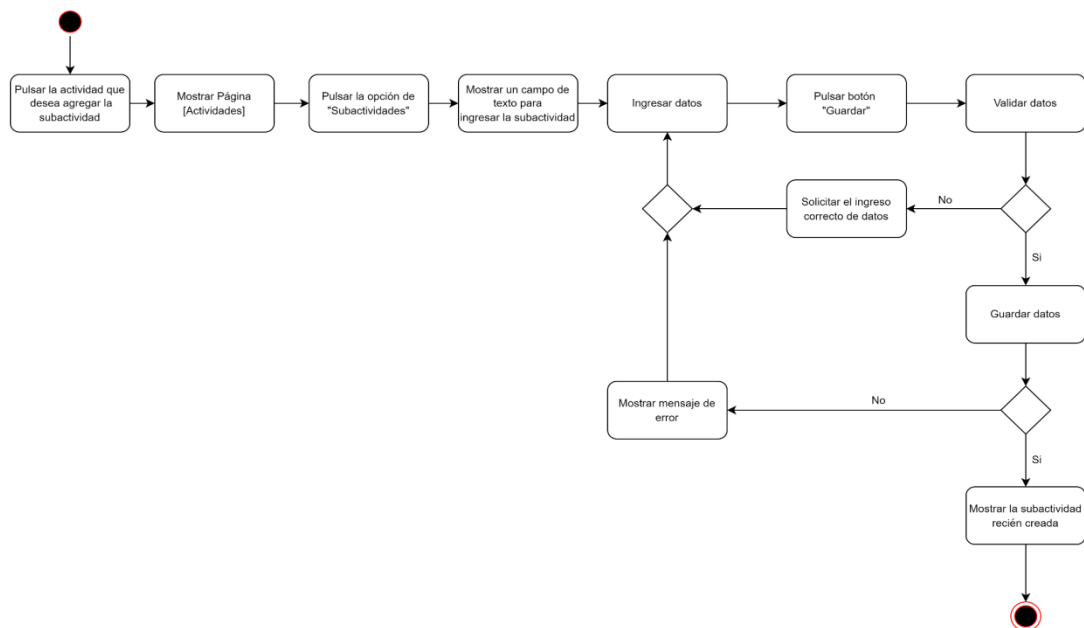 Pulsar la actividad que
desea agregar la
subactividad
Mostrar Página
[Actividades]
Pulsar la opción de
"Subactividades"
Mostrar un campo de
texto para
ingresar la subactividad
Ingresar datos
Pulsar botón
"Guardar"
Validar datos
Solicitar el ingreso
correcto de datos
No
Si
Guardar datos
Mostrar mensaje de
error
No
Si
Mostrar la subactividad
recién creada